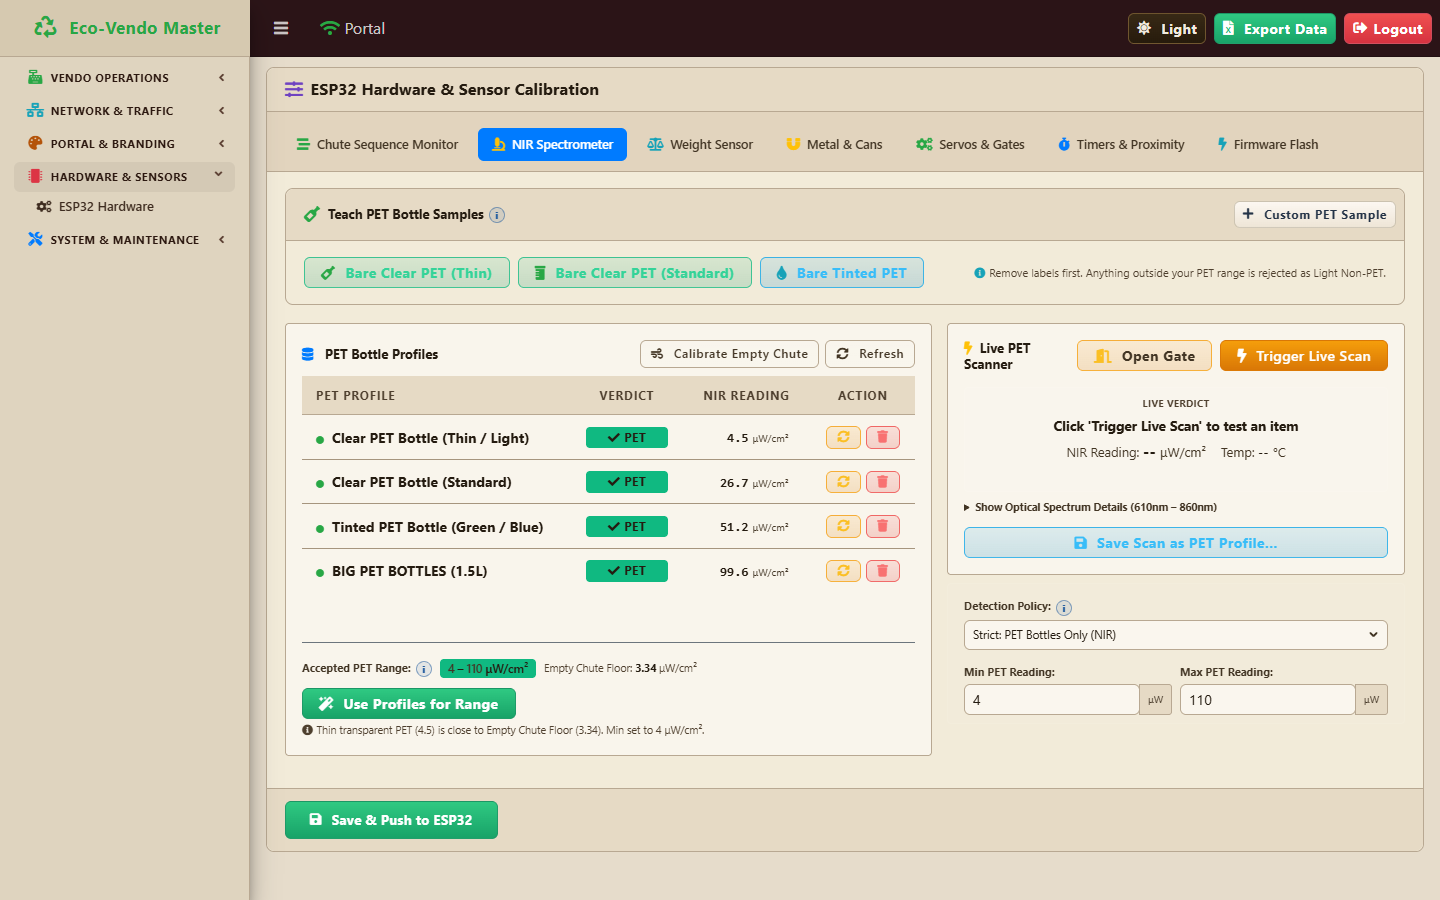 Eco-Vendo Master
Portal
Light
Export Data
Logout
VENDO OPERATIONS
NETWORK & TRAFFIC
PORTAL & BRANDING
HARDWARE & SENSORS
ESP32 Hardware
SYSTEM & MAINTENANCE
ESP32 Hardware & Sensor Calibration
Chute Sequence Monitor
NIR Spectrometer
Weight Sensor
Metal & Cans
Servos & Gates
Timers & Proximity
Firmware Flash
Teach PET Bottle Samples
+ Custom PET Sample
Bare Clear PET (Thin)
Bare Clear PET (Standard)
Bare Tinted PET
Remove labels first. Anything outside your PET range is rejected as Light Non-PET.
PET Bottle Profiles
Calibrate Empty Chute
Refresh
PET PROFILE VERDICT NIR READING ACTION
Clear PET Bottle (Thin / Light) PET 4.5 µW/cm²
Clear PET Bottle (Standard) PET 26.7 µW/cm²
Tinted PET Bottle (Green / Blue) PET 51.2 µW/cm²
BIG PET BOTTLES (1.5L) PET 99.6 µW/cm²
Accepted PET Range: 4 – 110 µW/cm² Empty Chute Floor: 3.34 µW/cm²
Use Profiles for Range
Thin transparent PET (4.5) is close to Empty Chute Floor (3.34). Min set to 4 µW/cm².
Live PET
Scanner
Open Gate
Trigger Live Scan
LIVE VERDICT
Click 'Trigger Live Scan' to test an item
NIR Reading: -- µW/cm² Temp: -- °C
Show Optical Spectrum Details (610nm – 860nm)
Save Scan as PET Profile...
Detection Policy:
Strict: PET Bottles Only (NIR)
Min PET Reading: Max PET Reading:
4 µW 110 µW
Save & Push to ESP32